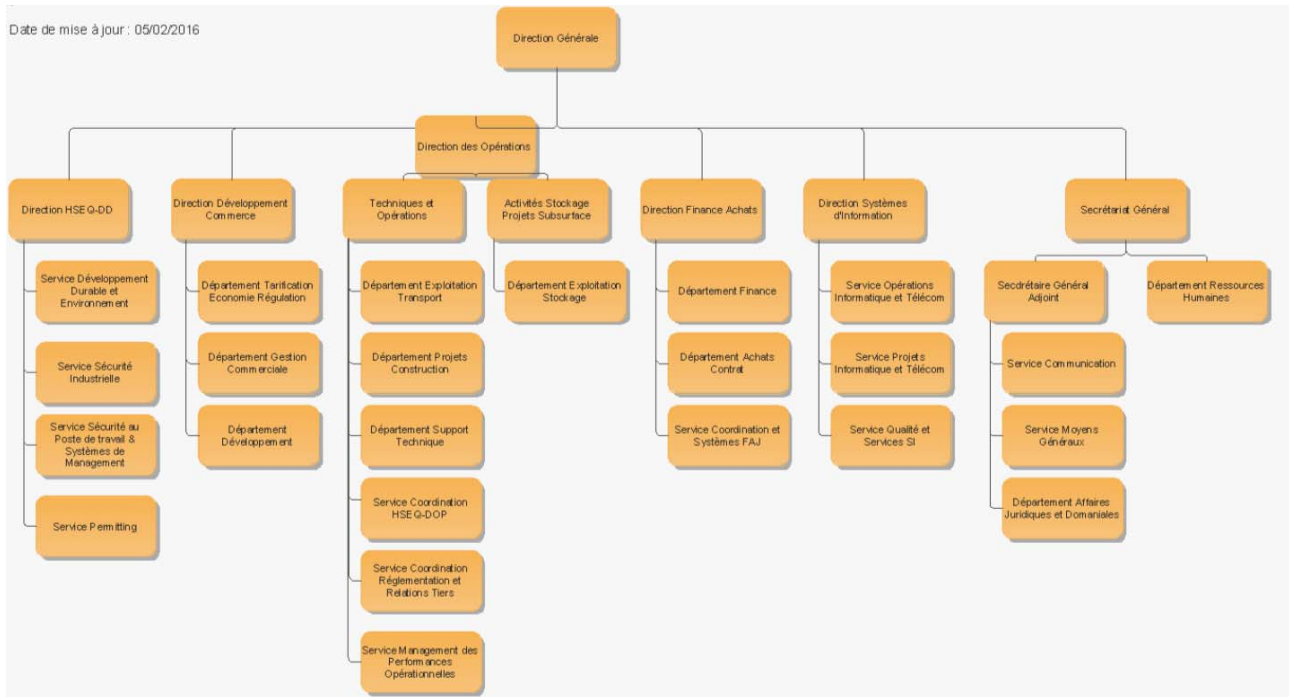 Date de mise à jour : 05/02/2016
Direction Générale
Direction des Opérations
Direction HSEQ-DD
Direction Développement
Commerce
Techniques et
Opérations
Activités Stockage
Projets Subsurface
Direction Finance Achats
Direction Systèmes
d'Information
Secrétariat Général
Service Développement
Durable et
Environnement
Service Sécurité
Industrielle
Service Sécurité au
Poste de travail &
Systèmes de
Management
Service Permitting
Département Tarification
Economie Régulation
Département Gestion
Commerciale
Département
Développement
Département Exploitation
Transport
Département Projets
Construction
Département Support
Technique
Service Coordination
HSEQ-DOP
Service Coordination
Réglementation et
Relations Tiers
Service Management des
Performances
Opérationnelles
Département Exploitation
Stockage
Département Finance
Département Achats
Contrat
Service Coordination et
Systèmes FAJ
Service Opérations
Informatique et Télécom
Service Projets
Informatique et Télécom
Service Qualité et
Services SI
Secdrétaire Général
Adjoint
Service Communication
Service Moyens
Généraux
Département Affaires
Juridiques et Domaniales
Département Ressources
Humaines